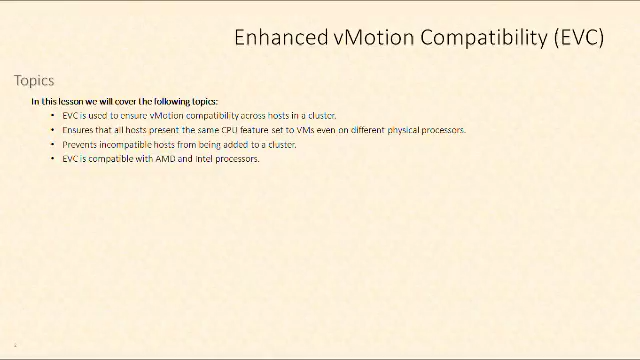 Enhanced vMotion Compatibility (EVC)
Topics
In this lesson we will cover the following topics:
• EVC is used to ensure vMotion compatibility across hosts in a cluster.
• Ensures that all hosts present the same CPU feature set to VMs even on different physical processors.
• Prevents incompatible hosts from being added to a cluster.
• EVC is compatible with AMD and Intel processors.